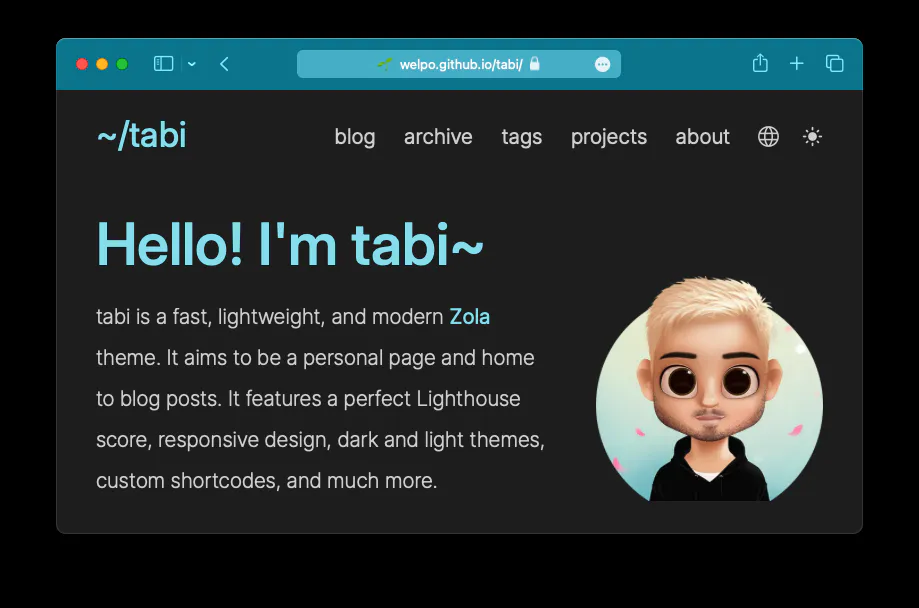 welpo.github.io/tabi/
~/tabi
blog archive tags projects about
Hello! I'm tabi~
tabi is a fast, lightweight, and modern Zola
theme. It aims to be a personal page and home
to blog posts. It features a perfect Lighthouse
score, responsive design, dark and light themes,
custom shortcodes, and much more.